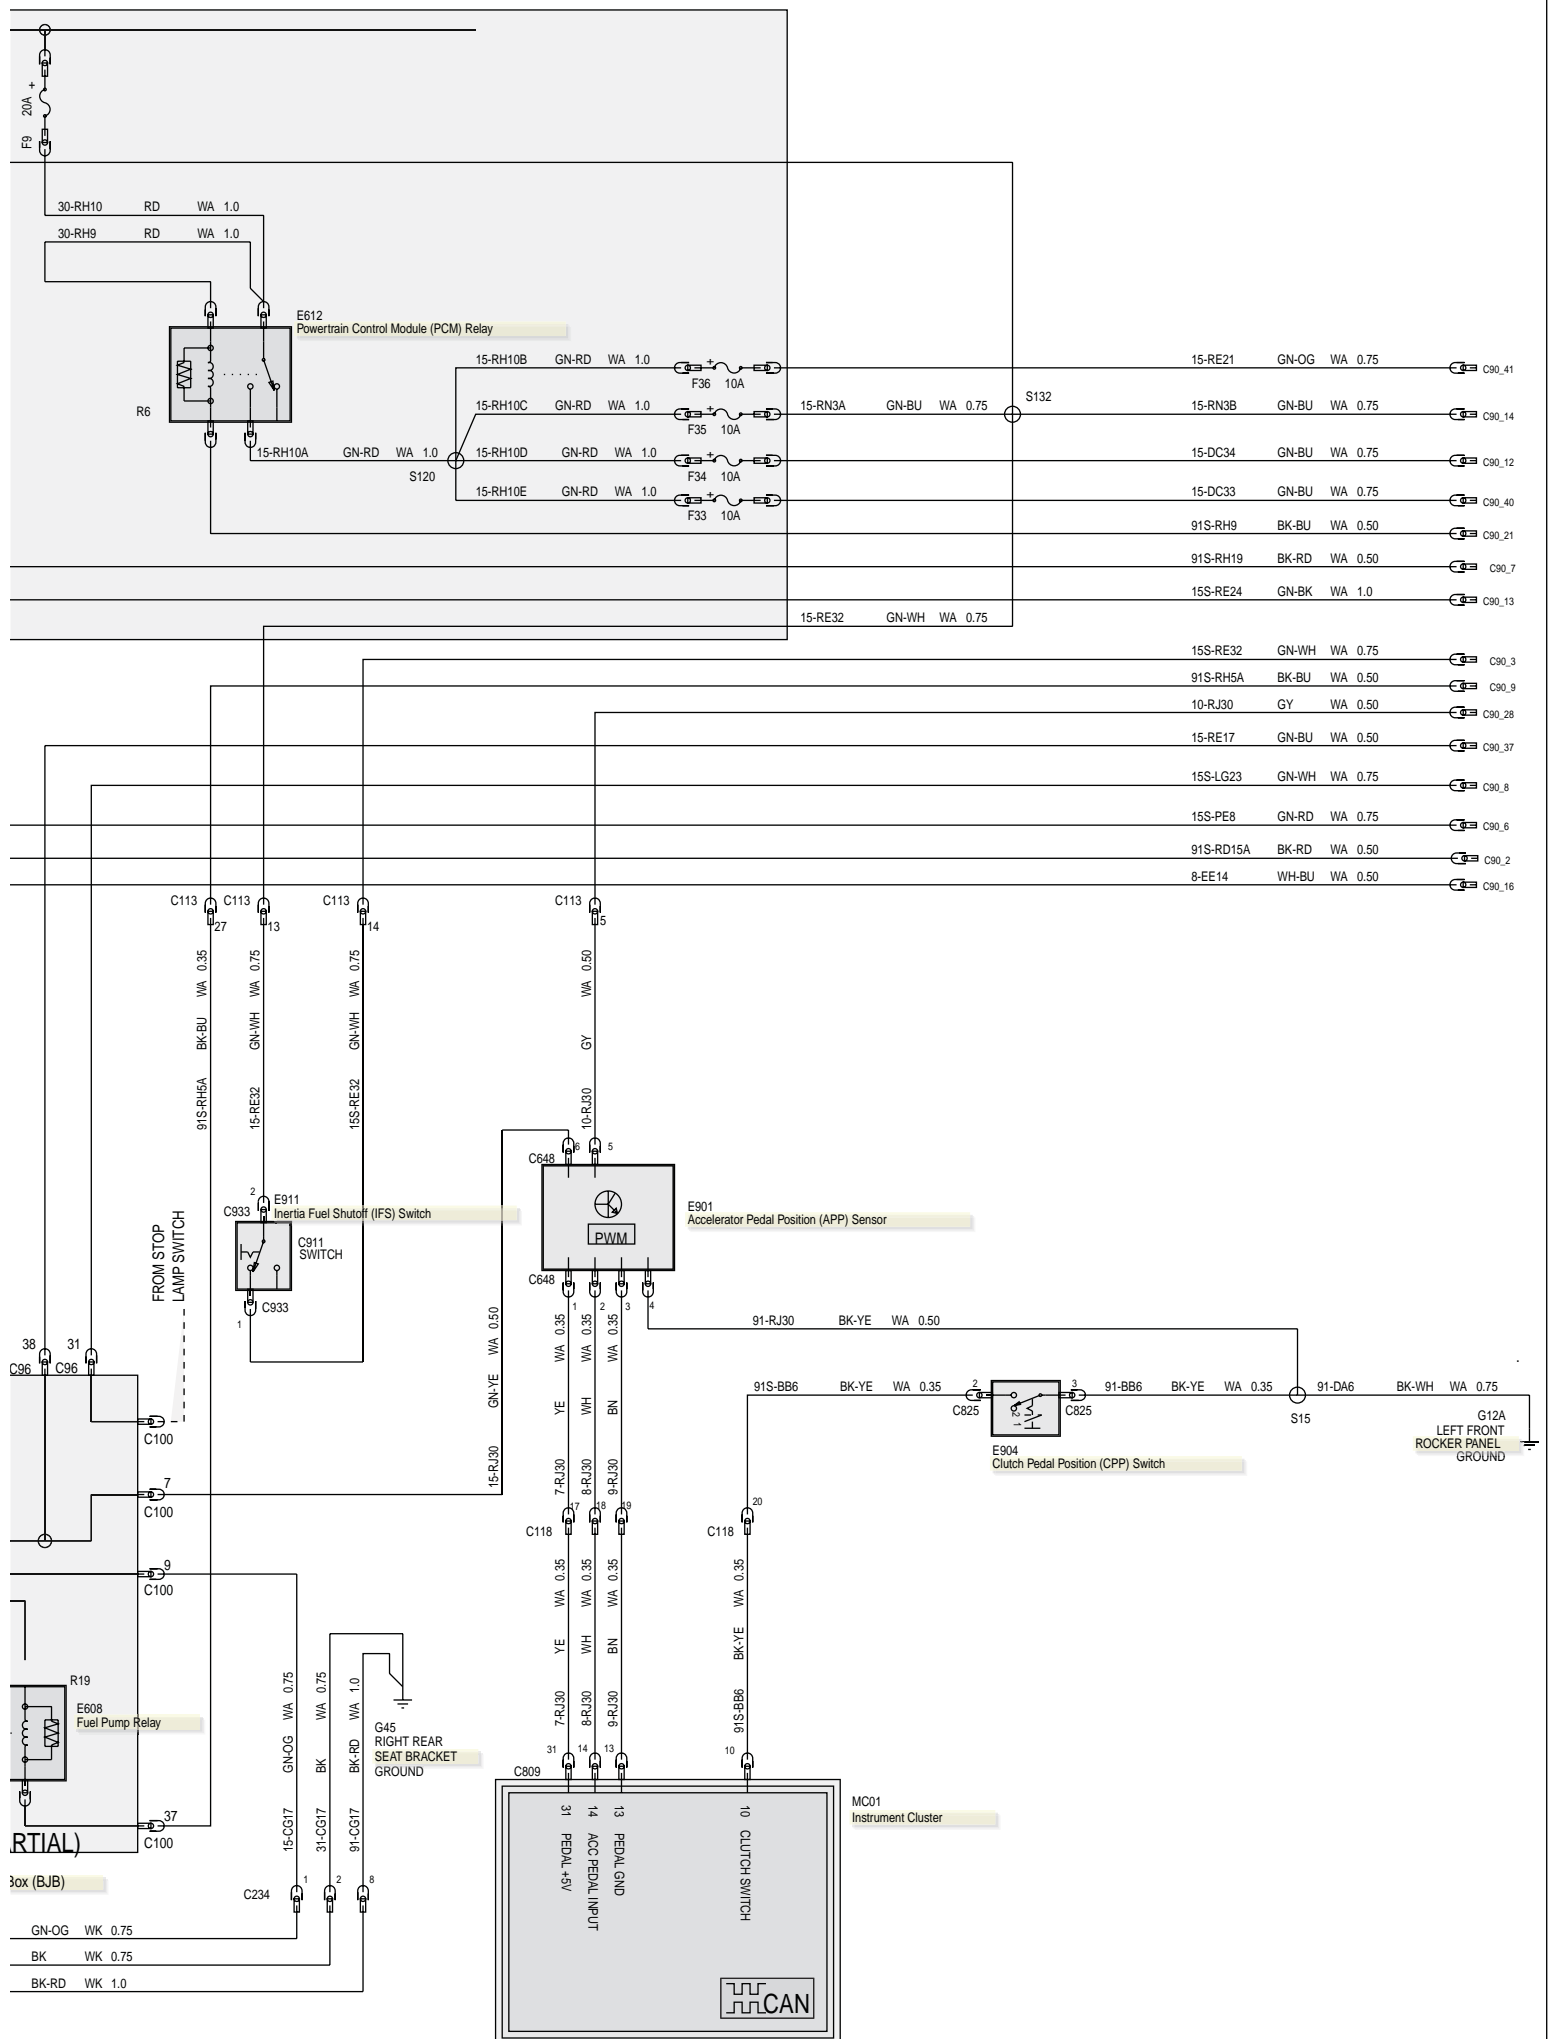 20A +
F9
30-RH10 RD WA 1.0
30-RH9 RD WA 1.0
E612
Powertrain Control Module (PCM) Relay
R6
15-RH10A GN-RD WA 1.0
S120
15-RH10B GN-RD WA 1.0
+
F36 10A
15-RE21 GN-OG WA 0.75
C90_41
15-RH10C GN-RD WA 1.0
+
F35 10A
15-RN3A GN-BU WA 0.75
S132
15-RN3B GN-BU WA 0.75
C90_14
15-RH10D GN-RD WA 1.0
+
F34 10A
15-DC34 GN-BU WA 0.75
C90_12
15-RH10E GN-RD WA 1.0
+
F33 10A
15-DC33 GN-BU WA 0.75
C90_40
91S-RH9 BK-BU WA 0.50
C90_21
91S-RH19 BK-RD WA 0.50
C90_7
15S-RE24 GN-BK WA 1.0
C90_13
15-RE32 GN-WH WA 0.75
15S-RE32 GN-WH WA 0.75
C90_3
91S-RH5A BK-BU WA 0.50
C90_9
10-RJ30 GY WA 0.50
C90_28
15-RE17 GN-BU WA 0.50
C90_37
15S-LG23 GN-WH WA 0.75
C90_8
15S-PE8 GN-RD WA 0.75
C90_6
91S-RD15A BK-RD WA 0.50
C90_2
8-EE14 WH-BU WA 0.50
C90_16
C113
27
C113
13
C113
14
C113
5
91S-RH5A BK-BU WA 0.35
15-RE32 GN-WH WA 0.75
15S-RE32 GN-WH WA 0.75
10-RJ30 GY WA 0.50
6
5
C648
2
C933
E911
Inertia Fuel Shutoff (IFS) Switch
C911
SWITCH
C933
1
E901
Accelerator Pedal Position (APP) Sensor
PWM
C648
1
2
3
4
FROM STOP
LAMP SWITCH
38
C96
31
C96
C100
7
C100
9
C100
37
C100
15-RJ30 GN-YE WA 0.50
7-RJ30 YE WA 0.35
8-RJ30 WH WA 0.35
9-RJ30 BN WA 0.35
91-RJ30 BK-YE WA 0.50
91S-BB6 BK-YE WA 0.35
2
C825
2 1
3
C825
E904
Clutch Pedal Position (CPP) Switch
91-BB6 BK-YE WA 0.35
S15
91-DA6 BK-WH WA 0.75
G12A
LEFT FRONT
ROCKER PANEL
GROUND
C118
17
18
19
C118
20
7-RJ30 YE WA 0.35
8-RJ30 WH WA 0.35
9-RJ30 BN WA 0.35
91S-BB6 BK-YE WA 0.35
R19
E608
Fuel Pump Relay
RTIAL)
Box (BJB)
15-CG17 GN-OG WA 0.75
31-CG17 BK WA 0.75
91-CG17 BK-RD WA 1.0
G45
RIGHT REAR
SEAT BRACKET
GROUND
C234
1
2
8
GN-OG WK 0.75
BK WK 0.75
BK-RD WK 1.0
C809
31
14
13
10
31 PEDAL +5V
14 ACC PEDAL INPUT
13 PEDAL GND
10 CLUTCH SWITCH
MC01
Instrument Cluster
CAN